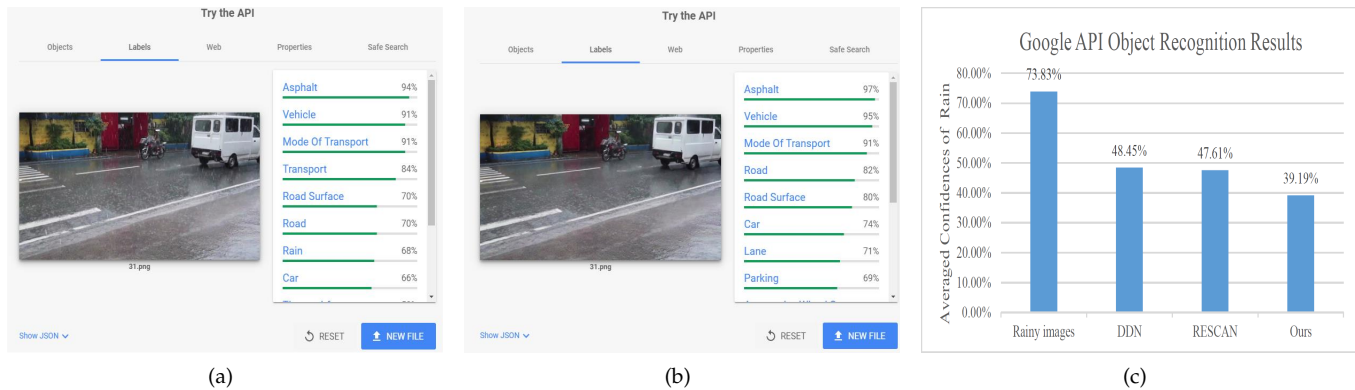 Try the API
Objects Labels Web Properties Safe Search
Asphalt 94%
Vehicle 91%
Mode Of Transport 91%
Transport 84%
Road Surface 70%
Road 70%
Rain 68%
Car 66%
31.png
Show JSON
RESET
NEW FILE
(a)
Try the API
Objects Labels Web Properties Safe Search
Asphalt 97%
Vehicle 95%
Mode Of Transport 91%
Road 82%
Road Surface 80%
Car 74%
Lane 71%
Parking 69%
31.png
Show JSON
RESET
NEW FILE
(b)
Google API Object Recognition Results
Averaged Confidences of Rain
80.00%
70.00%
60.00%
50.00%
40.00%
30.00%
20.00%
10.00%
0.00%
73.83%
48.45%
47.61%
39.19%
Rainy images DDN RESCAN Ours
(c)